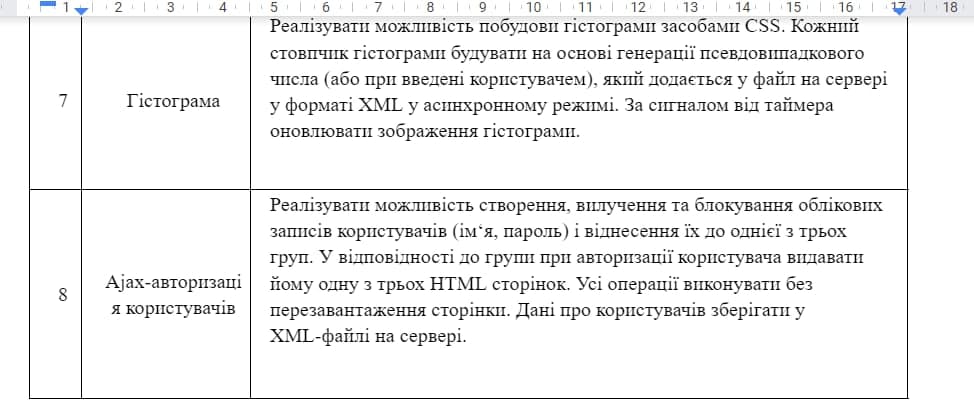 1 2 3 4 5 6 7 8 9 10 11 12 13 14 15 16 17 18
Реалізувати можливість побудови гістограми засобами CSS. Кожний
стовпчик гістограми будувати на основі генерації псевдовипадкового
числа (або при введені користувачем), який додається у файл на сервері
7 Гістограма
у форматі XML у асинхронному режимі. За сигналом від таймера
оновлювати зображення гістограми.
Реалізувати можливість створення, вилучення та блокування облікових
записів користувачів (ім‘я, пароль) і віднесення їх до однієї з трьох
груп. У відповідності до групи при авторизації користувача видавати
8
Ajax-авторизаці
я користувачів
йому одну з трьох HTML сторінок. Усі операції виконувати без
перезавантаження сторінки. Дані про користувачів зберігати у
XML-файлі на сервері.